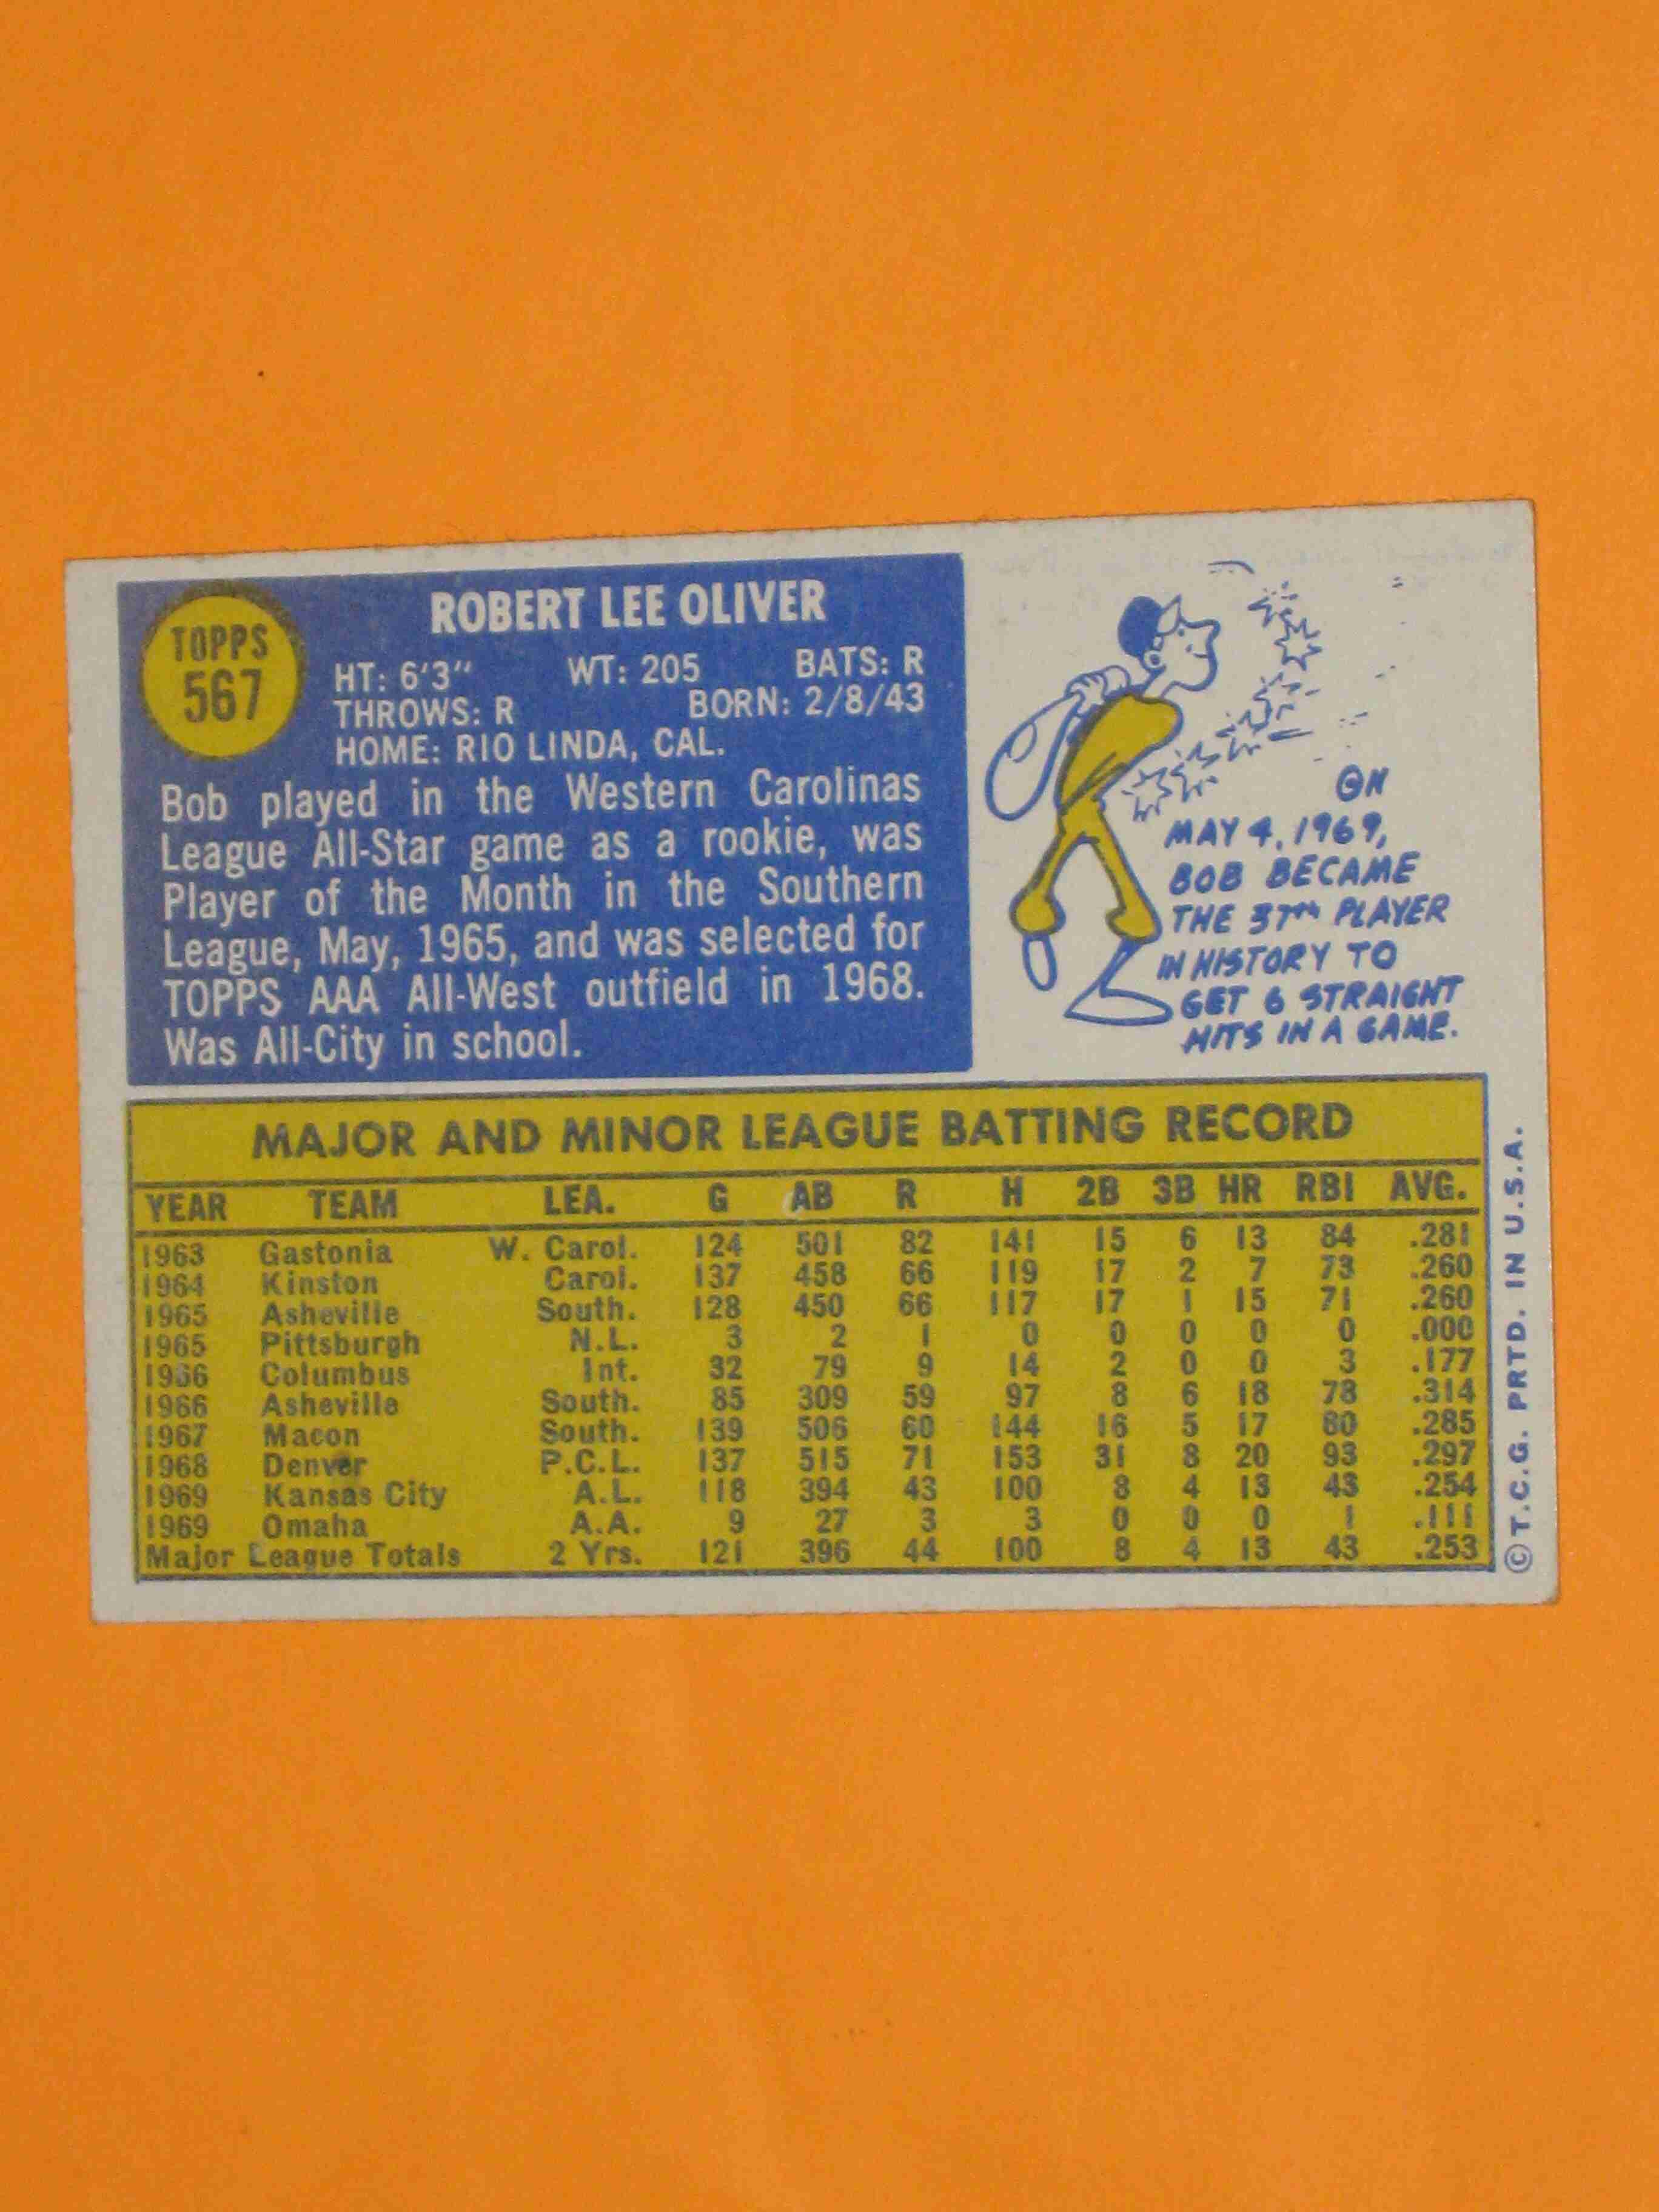 TOPPS
567
ROBERT LEE OLIVER
HT: 6'3" WT: 205 BATS: R
THROWS: R BORN: 2/8/43
HOME: RIO LINDA, CAL.
Bob played in the Western Carolinas
League All-Star game as a rookie, was
Player of the Month in the Southern
League, May, 1965, and was selected for
TOPPS AAA All-West outfield in 1968.
Was All-City in school.
ON
MAY 4, 1969,
BOB BECAME
THE 37TH PLAYER
IN HISTORY TO
GET 6 STRAIGHT
HITS IN A GAME.
MAJOR AND MINOR LEAGUE BATTING RECORD
YEAR TEAM LEA. G AB R H 2B 3B HR RBI AVG.
1963 Gastonia W. Carol. 124 501 82 141 15 6 13 84 .281
1964 Kinston Carol. 137 458 66 119 17 2 7 73 .260
1965 Asheville South. 128 450 66 117 17 1 15 71 .260
1965 Pittsburgh N.L. 3 2 1 0 0 0 0 0 .000
1966 Columbus Int. 32 79 9 14 2 0 0 3 .177
1966 Asheville South. 85 309 59 97 8 6 18 78 .314
1967 Macon South. 139 506 60 144 16 5 17 80 .285
1968 Denver P.C.L. 137 515 71 153 31 8 20 93 .297
1969 Kansas City A.L. 118 394 43 100 8 4 13 43 .254
1969 Omaha A.A. 9 27 3 3 0 0 0 1 .111
Major League Totals 2 Yrs. 121 396 44 100 8 4 13 43 .253
© T.C.G. PRTD. IN U.S.A.